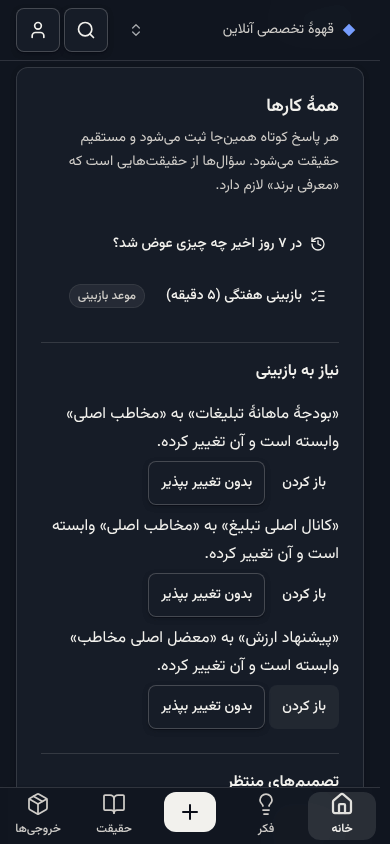 قهوهٔ تخصصی آنلاین
همهٔ کارها
هر پاسخ کوتاه همین‌جا ثبت می‌شود و مستقیم
حقیقت می‌شود. سؤال‌ها از حقیقت‌هایی است که
«معرفی برند» لازم دارد.
در ۷ روز اخیر چه چیزی عوض شد؟
بازبینی هفتگی (۵ دقیقه) موعد بازبینی
نیاز به بازبینی
«بودجهٔ ماهانهٔ تبلیغات» به «مخاطب اصلی»
وابسته است و آن تغییر کرده.
باز کردن بدون تغییر بپذیر
«کانال اصلی تبلیغ» به «مخاطب اصلی» وابسته
است و آن تغییر کرده.
باز کردن بدون تغییر بپذیر
«پیشنهاد ارزش» به «معضل اصلی مخاطب»
وابسته است و آن تغییر کرده.
باز کردن بدون تغییر بپذیر
تصمیم‌های منتظر
خانه فکر حقیقت خروجی‌ها